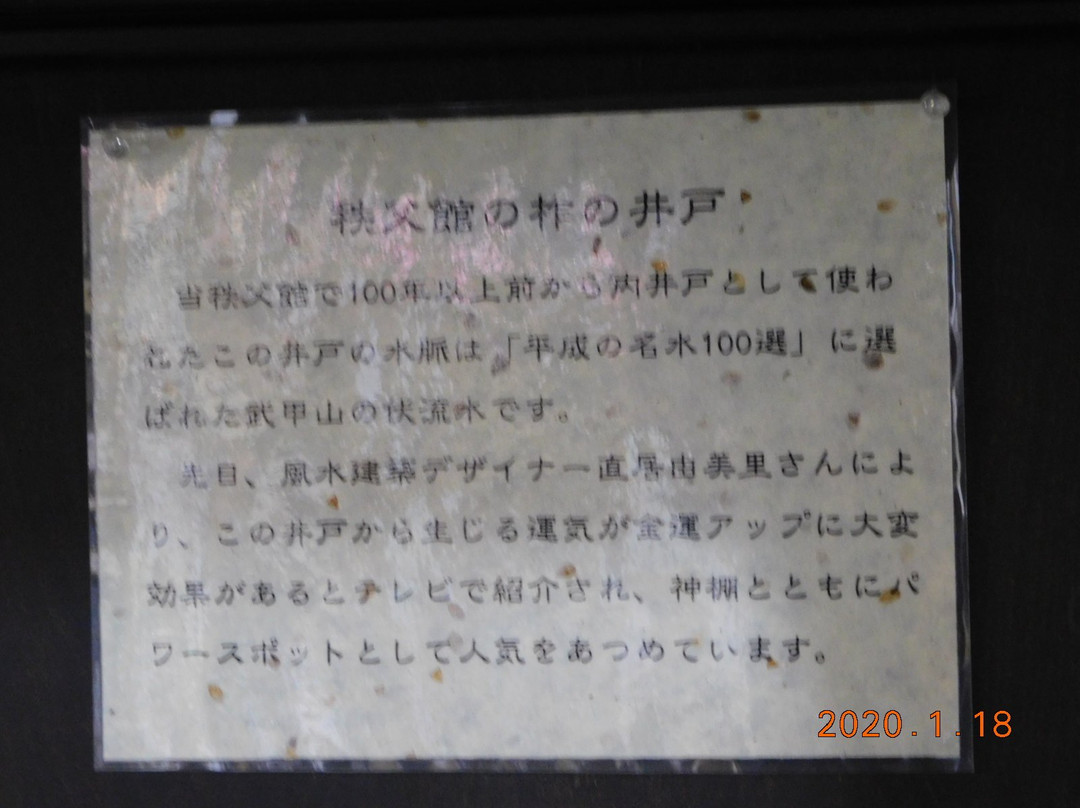 秩父館の柞の井戸
当秩父館で100年以上前から内井戸として使わ
れたこの井戸の水脈は「平成の名水100選」に選
ばれた武甲山の伏流水です。
先日、風水建築デザイナー直居由美里さんによ
り、この井戸から生じる運気が金運アップに大変
効果があるとテレビで紹介され、神棚とともにパ
ワースポットとして人気をあつめています。
2020.1.18